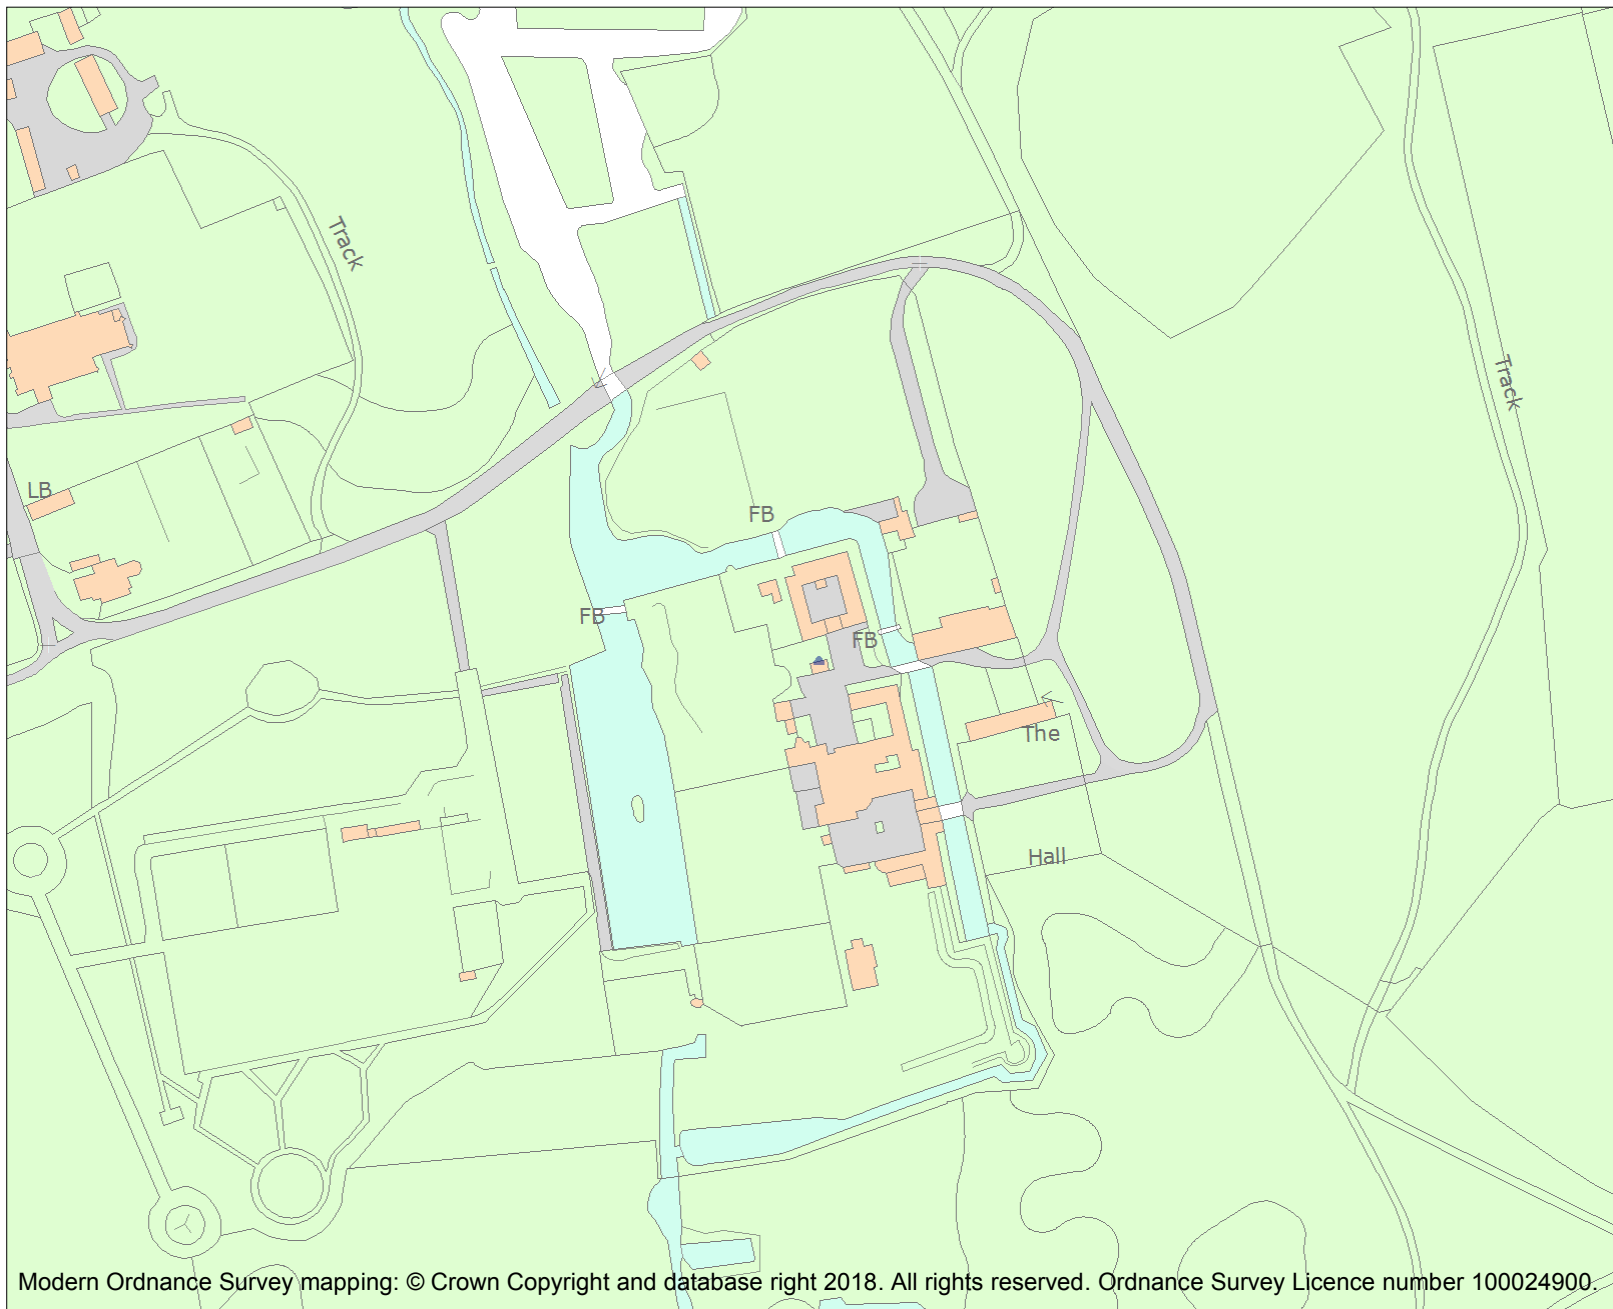 Track
Track
LB
FB
FB
FB
The
Hall
Modern Ordnance Survey mapping: © Crown Copyright and database right 2018. All rights reserved. Ordnance Survey Licence number 100024900.